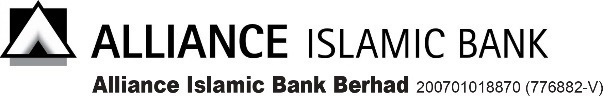 ALLIANCE ISLAMIC BANK
Alliance Islamic Bank Berhad 200701018870 (776882-V)